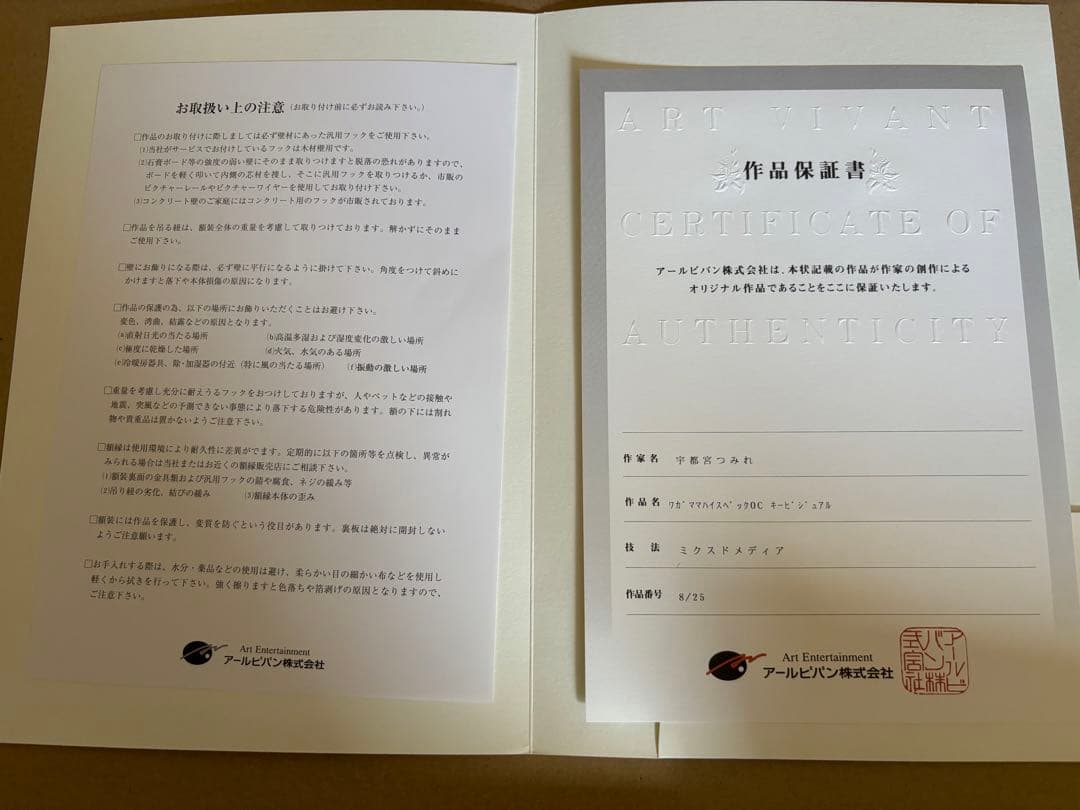 お取扱い上の注意（お取り付け前に必ずお読み下さい。）
□作品のお取り付けに際しましては必ず壁材にあった汎用フックをご使用下さい。
(1)当社がサービスでお付けしているフックは木材壁用です。
(2)石膏ボード等の強度の弱い壁にそのまま取りつけますと脱落の恐れがありますので、
ボードを軽く叩いて内側の芯材を捜し、そこに汎用フックを取りつけるか、市販の
ピクチャーレールやピクチャーワイヤーを使用してお取付け下さい。
(3)コンクリート壁のご家庭にはコンクリート用のフックが市販されております。
□作品を吊る紐は、額装全体の重量を考慮して取りつけております。解かずにそのまま
ご使用下さい。
□壁にお飾りになる際は、必ず壁に平行になるように掛けて下さい。角度をつけて斜めに
かけますと落下や本体損傷の原因になります。
□作品の保護の為、以下の場所にお飾りいただくことはお避け下さい。
変色、湾曲、結露などの原因となります。
(a)直射日光の当たる場所 (b)高温多湿および湿度変化の激しい場所
(c)極度に乾燥した場所 (d)火気、水気のある場所
(e)冷暖房器具、除・加湿器の付近（特に風の当たる場所） (f)振動の激しい場所
□重量を考慮し充分に耐えうるフックをおつけしておりますが、人やペットなどの接触や
地震、突風などの予測できない事態により落下する危険性があります。額の下には割れ
物や貴重品は置かないようご注意下さい。
□額縁は使用環境により耐久性に差異がでます。定期的に以下の箇所等を点検し、異常が
みられる場合は当社またはお近くの額縁販売店にご相談下さい。
(1)額装裏面の金具類および汎用フックの錆や腐食、ネジの緩み等
(2)吊り紐の劣化、結びの緩み (3)額縁本体の歪み
□額装には作品を保護し、変質を防ぐという役目があります。裏板は絶対に開封しない
ようご注意願います。
□お手入れする際は、水分・薬品などの使用は避け、柔らかい目の細かい布などを使用し
軽くから拭きを行って下さい。強く擦りますと色落ちや箔剥げの原因となりますので、
ご注意下さい。
Art Entertainment
アールビバン株式会社
ART VIVANT
作品保証書
CERTIFICATE OF
アールビバン株式会社は、本状記載の作品が作家の創作による
オリジナル作品であることをここに保証いたします。
AUTHENTICITY
作家名 宇都宮つみれ
作品名 ﾜｶﾞﾏﾏﾊｲｽﾍﾟｯｸOC ｷｰﾋﾞｼﾞｭｱﾙ
技 法 ミクスドメディア
作品番号 8/25
Art Entertainment
アールビバン株式会社